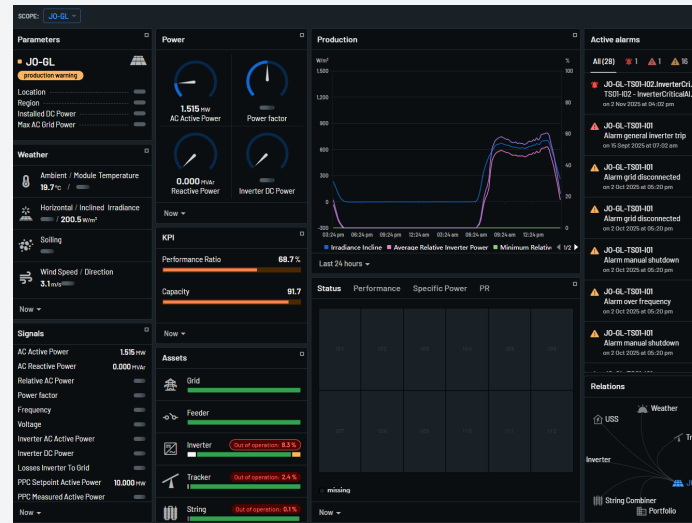 SCOPE: JO-GL
Parameters
JO-GL
production warning
Location
Region
Installed DC Power
Max AC Grid Power
Weather
Ambient / Module Temperature
19.7°C /
Horizontal / Inclined Irradiance
/ 200.5 W/m²
Soiling
Wind Speed / Direction
3.1 m/s
Now
Signals
AC Active Power 1.515 MW
AC Reactive Power 0.000 MVAr
Relative AC Power
Power factor
Frequency
Voltage
Inverter AC Active Power
Inverter DC Power
Losses Inverter To Grid
PPC Setpoint Active Power 10.000 MW
PPC Measured Active Power
Power
1.515 MW
AC Active Power
Power factor
0.000 MVAr
Reactive Power
Inverter DC Power
Now
KPI
Performance Ratio 68.7 %
Capacity 91.7
Now
Assets
Grid
Feeder
Inverter Out of operation: 8.3 %
Tracker Out of operation: 2.4 %
String Out of operation: 0.1 %
Production
W/m² %
1500 100
1200
80
900
60
600
40
300
20
0
-300 0
03:24 pm 06:24 pm 09:24 pm 12:24 am 03:24 am 06:24 am 09:24 am 12:24 pm
Irradiance Incline Average Relative Inverter Power Minimum Relativ 1/2
Last 24 hours
Status Performance Specific Power PR
missing
Now
Active alarms
All (28) 1 1 16
JO-GL-TS01-I02.InverterCri...
TS01-I02 - InverterCriticalAl...
on 2 Nov 2025 at 04:02 pm
JO-GL-TS01-I01
Alarm general inverter trip
on 15 Sept 2025 at 07:02 am
JO-GL-TS01-I01
Alarm grid disconnected
on 2 Oct 2025 at 05:20 pm
JO-GL-TS01-I01
Alarm grid disconnected
on 2 Oct 2025 at 05:20 pm
JO-GL-TS01-I01
Alarm manual shutdown
on 2 Oct 2025 at 05:20 pm
JO-GL-TS01-I01
Alarm over frequency
on 2 Oct 2025 at 05:20 pm
JO-GL-TS01-I01
Alarm manual shutdown
on 2 Oct 2025 at 05:20 pm
Relations
Weather
USS
Tr
Inverter
String Combiner
Portfolio